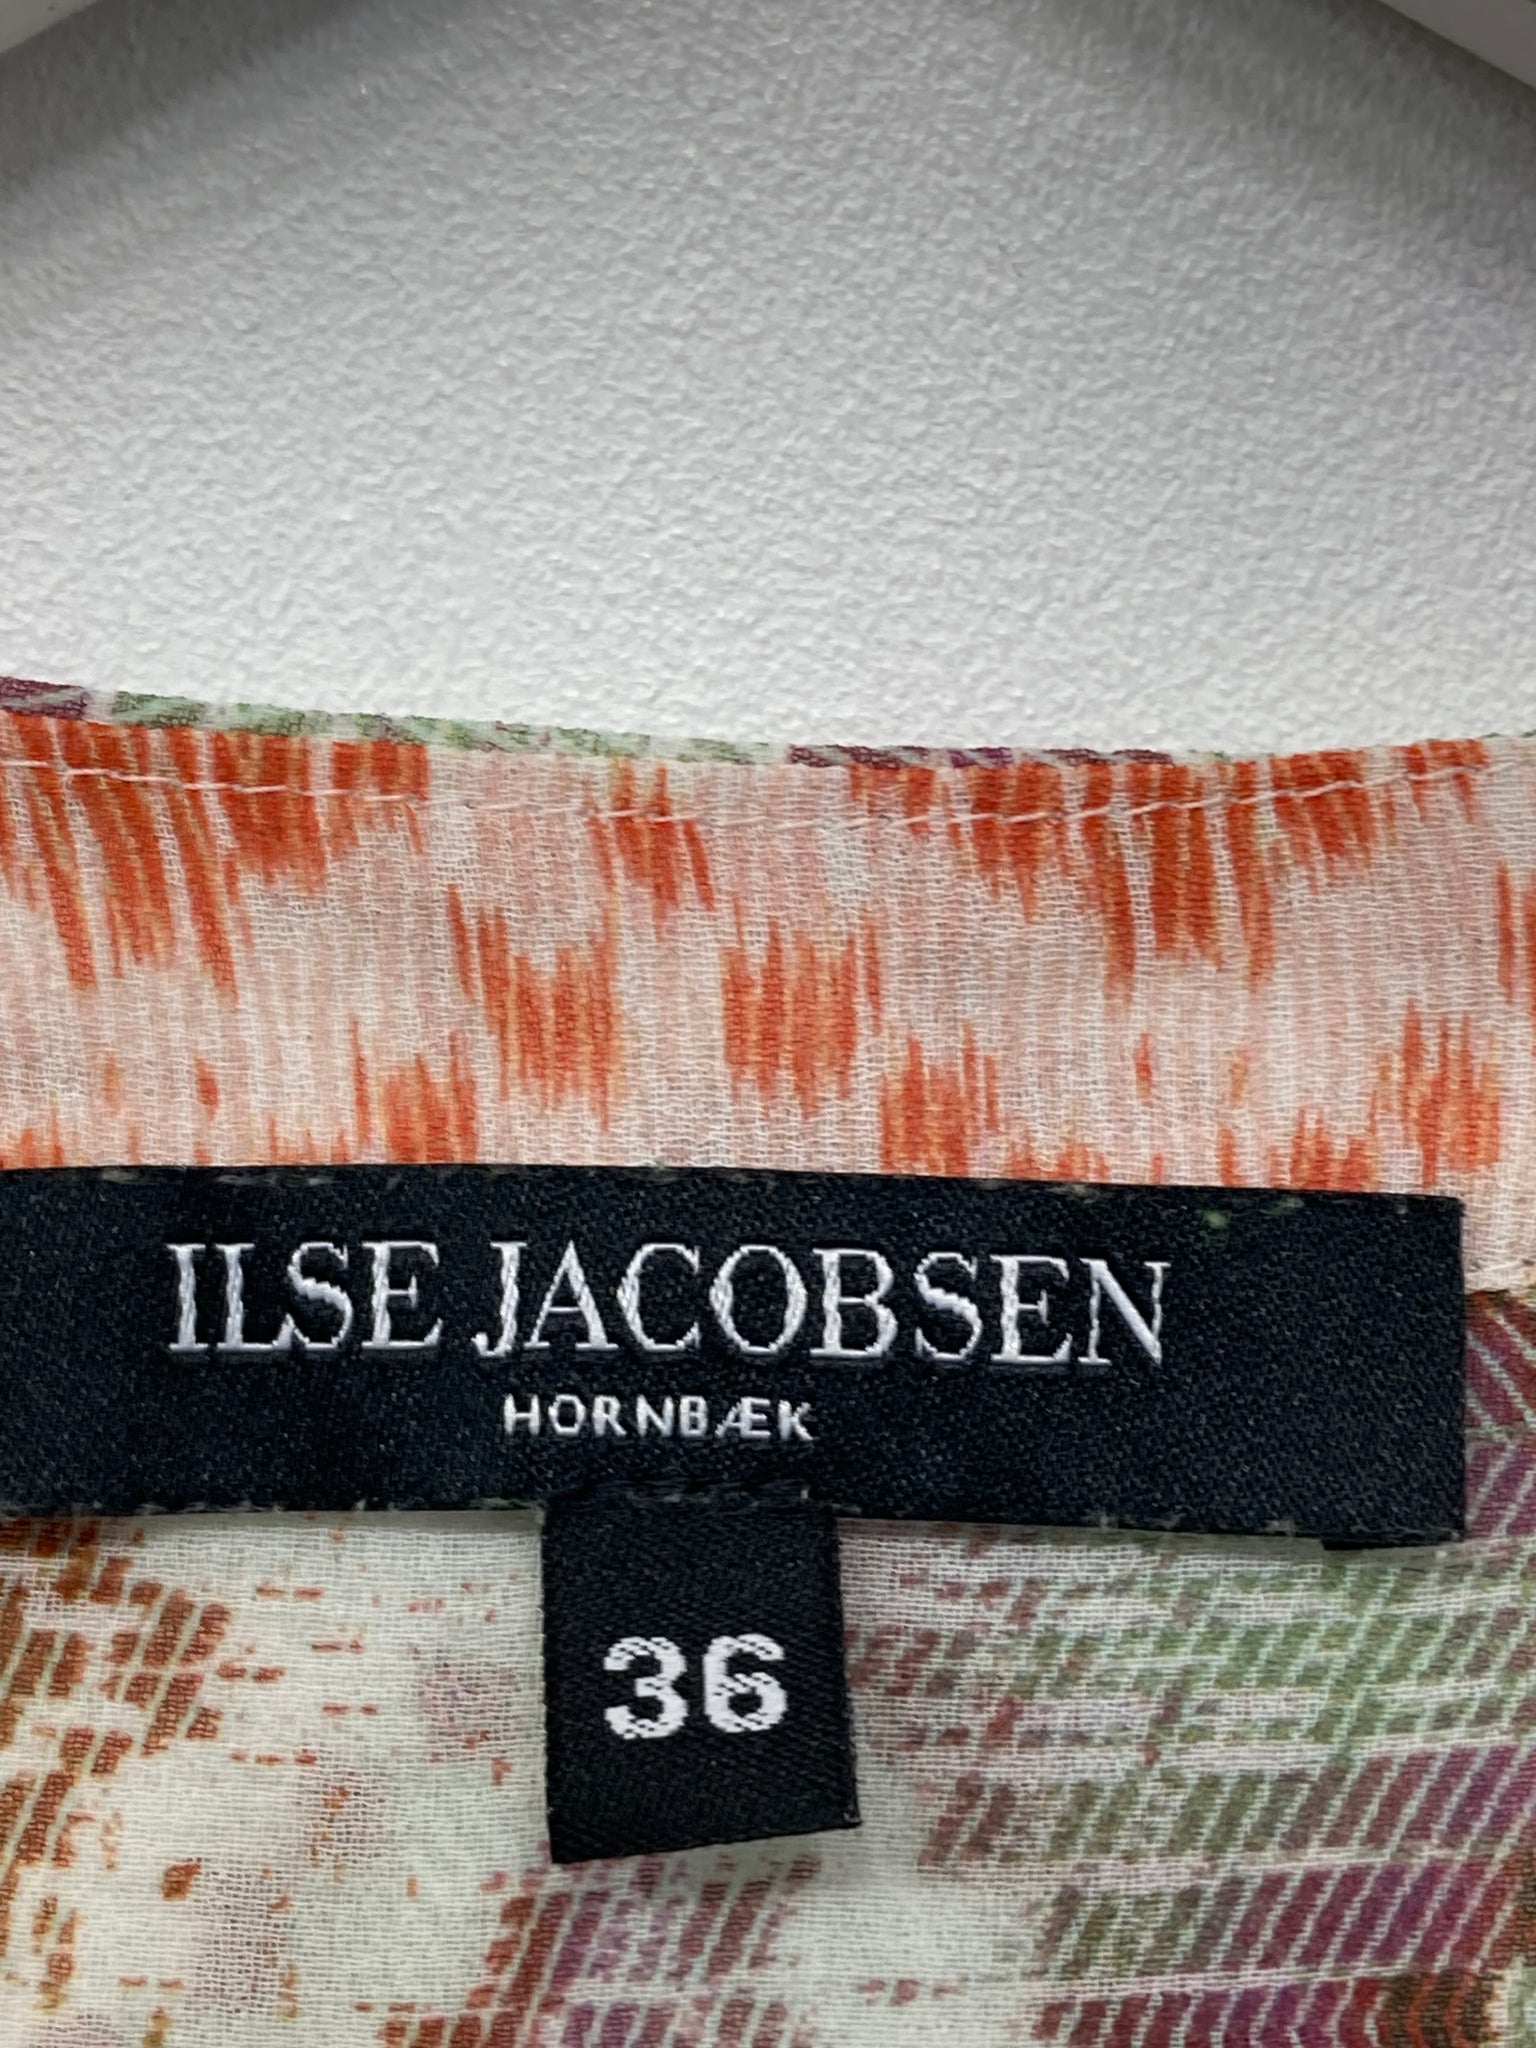 ILSE JACOBSEN
HORNBÆK
36